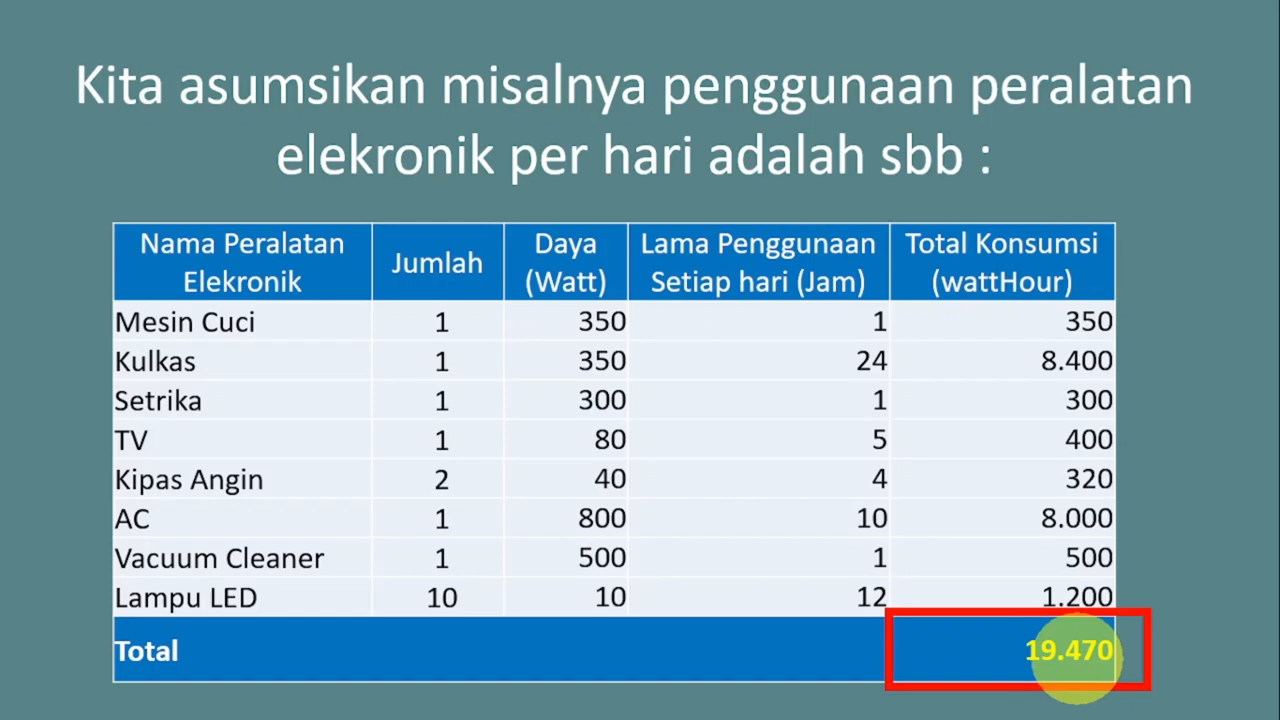 Kita asumsikan misalnya penggunaan peralatan
elekronik per hari adalah sbb :
Nama Peralatan Elekronik Jumlah Daya (Watt) Lama Penggunaan Setiap hari (Jam) Total Konsumsi (wattHour)
Mesin Cuci 1 350 1 350
Kulkas 1 350 24 8.400
Setrika 1 300 1 300
TV 1 80 5 400
Kipas Angin 2 40 4 320
AC 1 800 10 8.000
Vacuum Cleaner 1 500 1 500
Lampu LED 10 10 12 1.200
Total 19.470